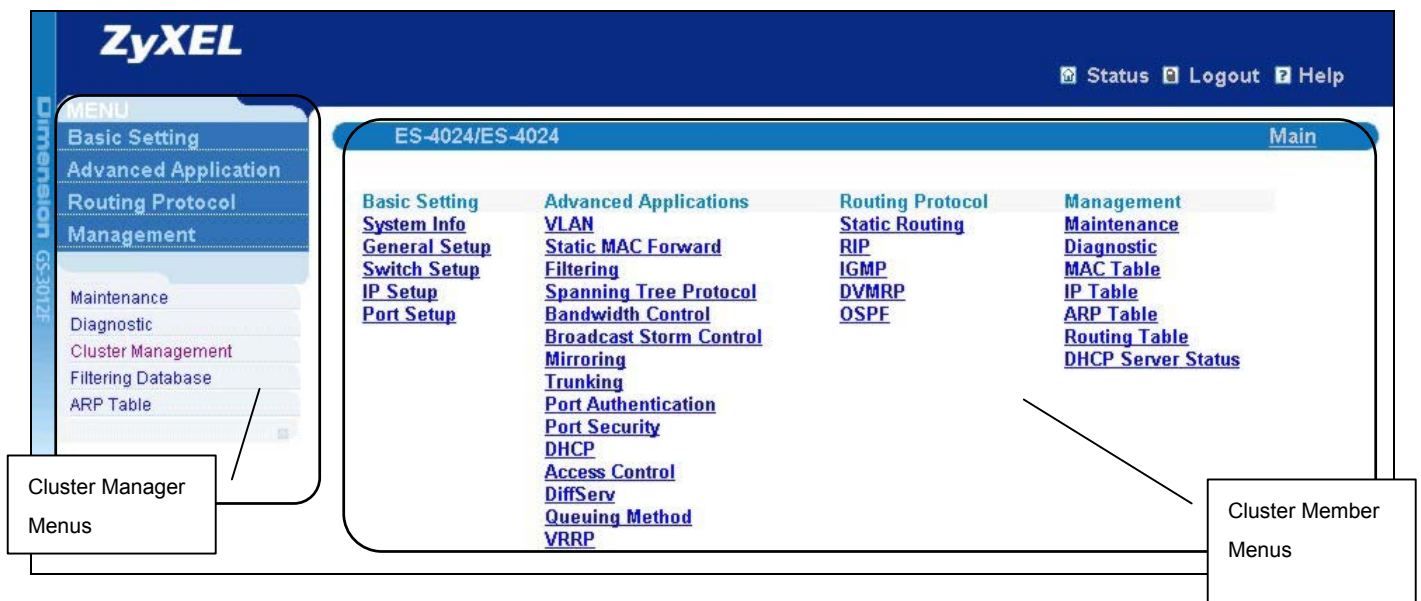 ZyXEL
Status Logout Help
Dimension GS-3012F
MENU
Basic Setting
Advanced Application
Routing Protocol
Management
Maintenance
Diagnostic
Cluster Management
Filtering Database
ARP Table
Cluster Manager
Menus
ES-4024/ES-4024 Main
Basic Setting
System Info
General Setup
Switch Setup
IP Setup
Port Setup
Advanced Applications
VLAN
Static MAC Forward
Filtering
Spanning Tree Protocol
Bandwidth Control
Broadcast Storm Control
Mirroring
Trunking
Port Authentication
Port Security
DHCP
Access Control
DiffServ
Queuing Method
VRRP
Routing Protocol
Static Routing
RIP
IGMP
DVMRP
OSPF
Management
Maintenance
Diagnostic
MAC Table
IP Table
ARP Table
Routing Table
DHCP Server Status
Cluster Member
Menus